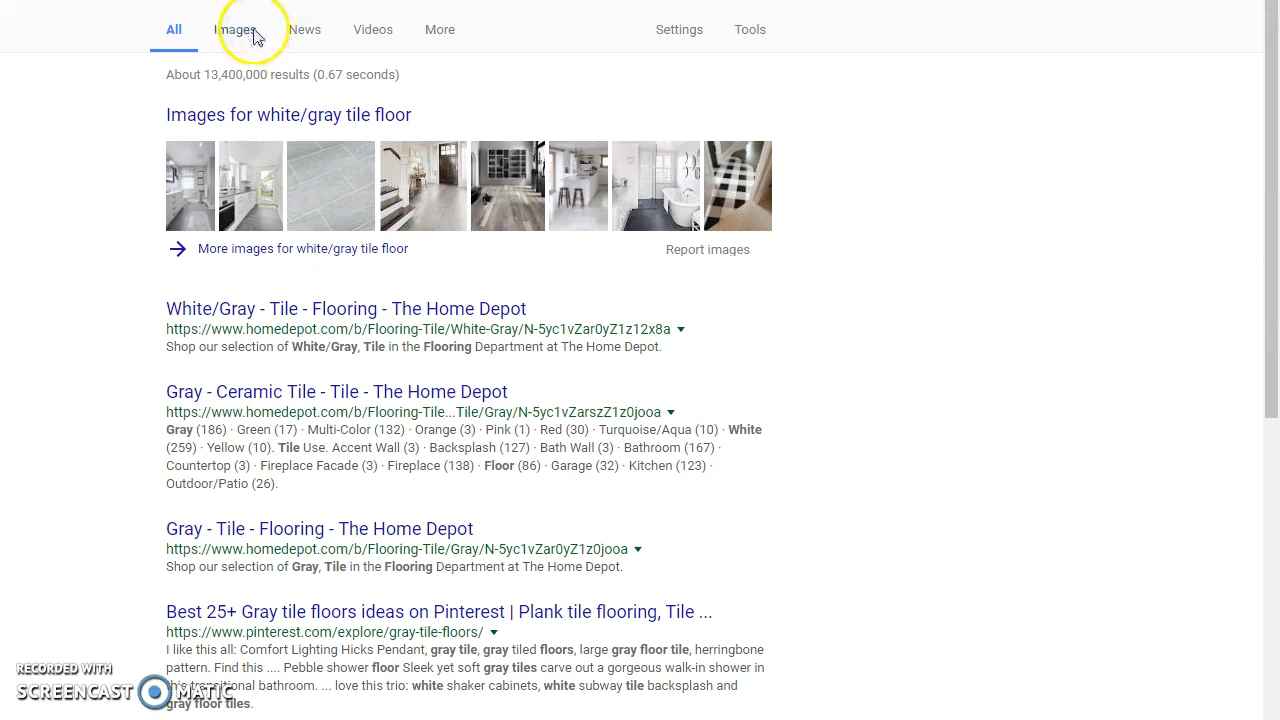 All Images News Videos More Settings Tools
About 13,400,000 results (0.67 seconds)
Images for white/gray tile floor
More images for white/gray tile floor Report images
White/Gray - Tile - Flooring - The Home Depot
https://www.homedepot.com/b/Flooring-Tile/White-Gray/N-5yc1vZar0yZ1z12x8a
Shop our selection of White/Gray, Tile in the Flooring Department at The Home Depot.
Gray - Ceramic Tile - Tile - The Home Depot
https://www.homedepot.com/b/Flooring-Tile...Tile/Gray/N-5yc1vZarszZ1z0jooa
Gray (186) · Green (17) · Multi-Color (132) · Orange (3) · Pink (1) · Red (30) · Turquoise/Aqua (10) · White
(259) · Yellow (10). Tile Use. Accent Wall (3) · Backsplash (127) · Bath Wall (3) · Bathroom (167) ·
Countertop (3) · Fireplace Facade (3) · Fireplace (138) · Floor (86) · Garage (32) · Kitchen (123) ·
Outdoor/Patio (26).
Gray - Tile - Flooring - The Home Depot
https://www.homedepot.com/b/Flooring-Tile/Gray/N-5yc1vZar0yZ1z0jooa
Shop our selection of Gray, Tile in the Flooring Department at The Home Depot.
Best 25+ Gray tile floors ideas on Pinterest | Plank tile flooring, Tile ...
https://www.pinterest.com/explore/gray-tile-floors/
I like this all: Comfort Lighting Hicks Pendant, gray tile, gray tiled floors, large gray floor tile, herringbone
pattern. Find this .... Pebble shower floor Sleek yet soft gray tiles carve out a gorgeous walk-in shower in
this transitional bathroom. ... love this trio: white shaker cabinets, white subway tile backsplash and
gray floor tiles.
RECORDED WITH
SCREENCAST MATIC